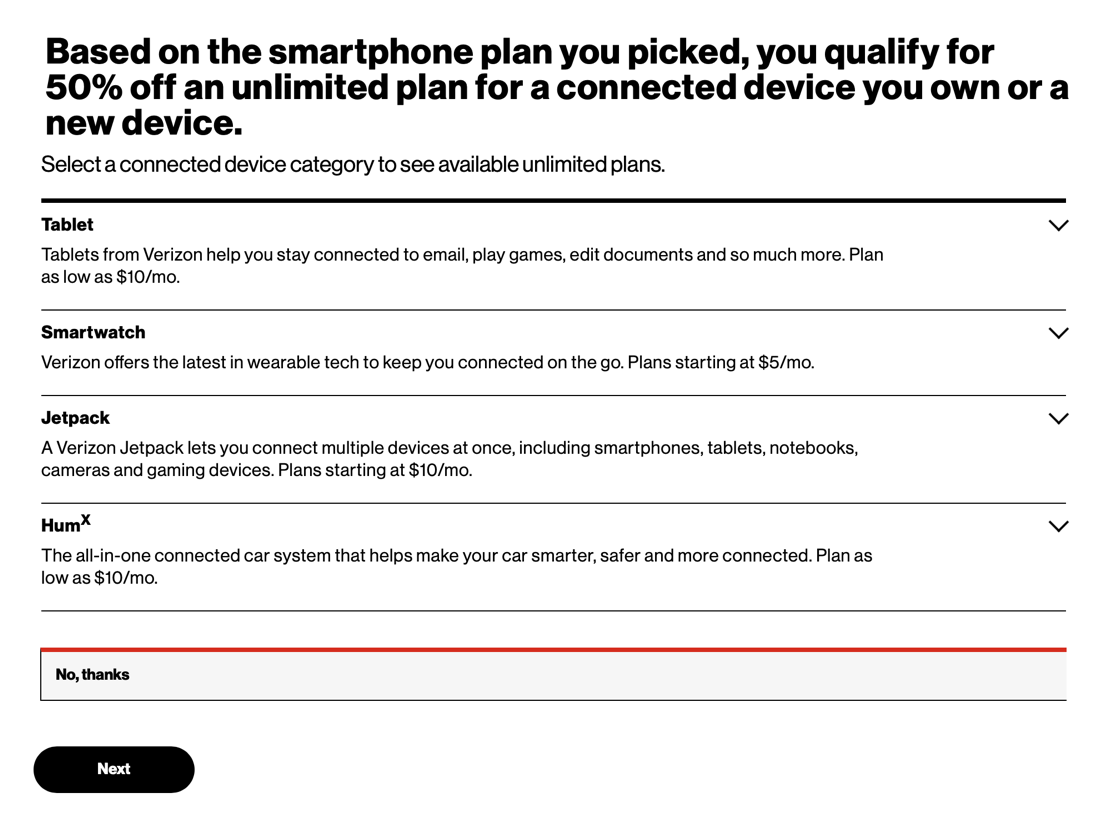 Based on the smartphone plan you picked, you qualify for
50% off an unlimited plan for a connected device you own or a
new device.
Select a connected device category to see available unlimited plans.
Tablet
Tablets from Verizon help you stay connected to email, play games, edit documents and so much more. Plan
as low as $10/mo.
Smartwatch
Verizon offers the latest in wearable tech to keep you connected on the go. Plans starting at $5/mo.
Jetpack
A Verizon Jetpack lets you connect multiple devices at once, including smartphones, tablets, notebooks,
cameras and gaming devices. Plans starting at $10/mo.
HumX
The all-in-one connected car system that helps make your car smarter, safer and more connected. Plan as
low as $10/mo.
No, thanks
Next